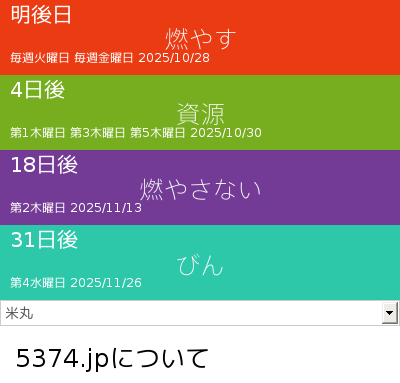 明後日
燃やす
毎週火曜日 毎週金曜日 2025/10/28
4日後
資源
第1木曜日 第3木曜日 第5木曜日 2025/10/30
18日後
燃やさない
第2木曜日 2025/11/13
31日後
びん
第4水曜日 2025/11/26
米丸
5374.jpについて